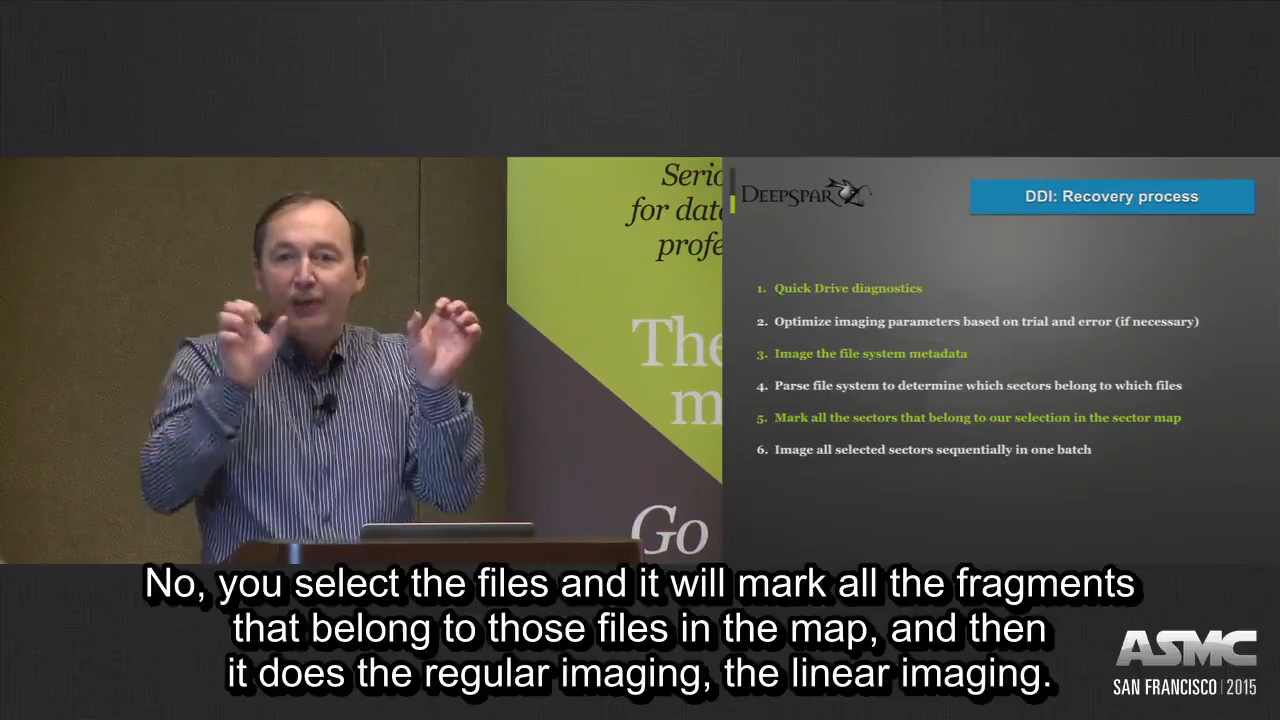 Serio
for data
profe
The
m
Go
DEEPSPAR
DDI: Recovery process
1. Quick Drive diagnostics
2. Optimize imaging parameters based on trial and error (if necessary)
3. Image the file system metadata
4. Parse file system to determine which sectors belong to which files
5. Mark all the sectors that belong to our selection in the sector map
6. Image all selected sectors sequentially in one batch
No, you select the files and it will mark all the fragments
that belong to those files in the map, and then
it does the regular imaging, the linear imaging.
ASMC
SAN FRANCISCO | 2015